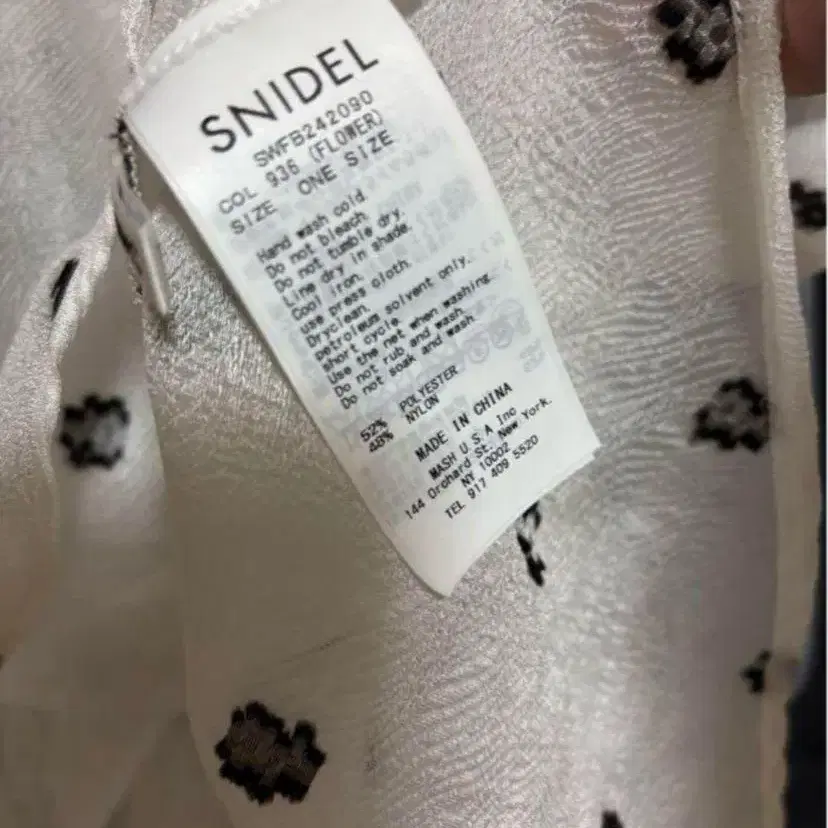 SNIDEL
SWFB242090
COL 936 (FLOWER)
SIZE ONE SIZE
Hand wash cold
Do not bleach.
Do not tumble dry.
Line dry in shade.
Cool iron.
use press cloth.
Dryclean.
petroleum solvent only.
short cycle.
Use the net when washing.
Do not rub and wash.
Do not soak and wash.
52% POLYESTER
48% NYLON
MADE IN CHINA
MASH U.S.A Inc
144 Orchard St. New York.
NY 10002
TEL 917 409 5520